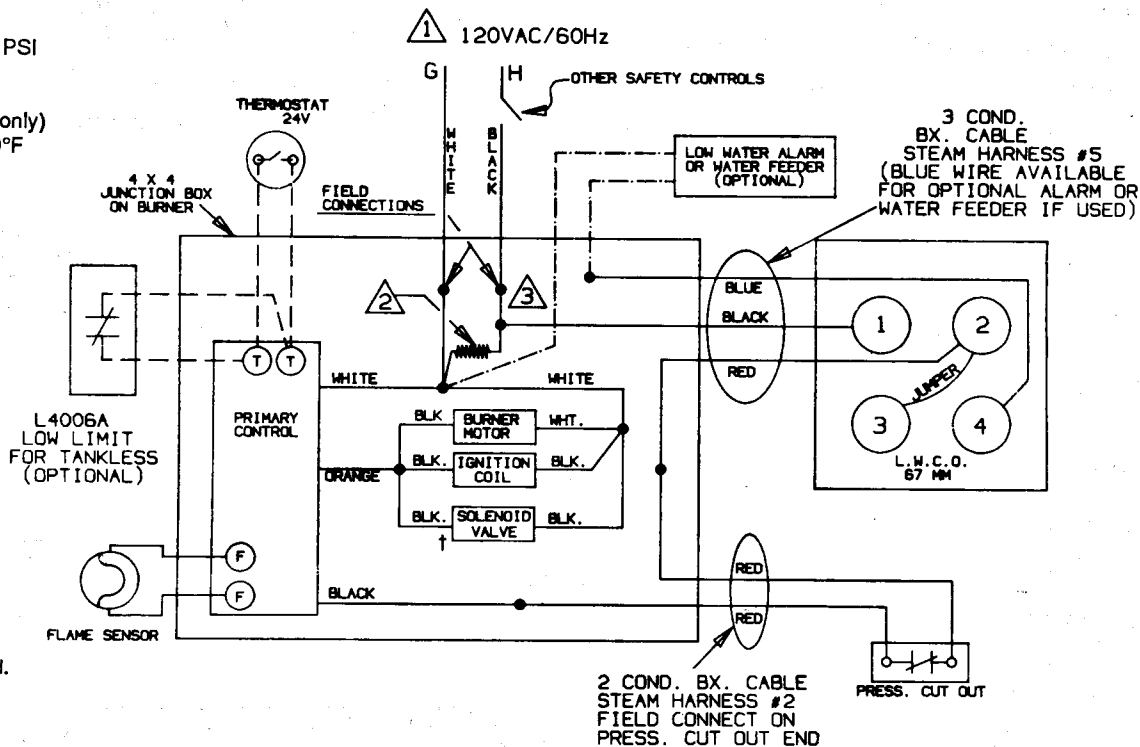 PSI
only)
°F
d.
1 120VAC/60Hz
G
H
OTHER SAFETY CONTROLS
WHITE
BLACK
THERMOSTAT
24V
4 X 4
JUNCTION BOX
ON BURNER
FIELD
CONNECTIONS
LOW WATER ALARM
OR WATER FEEDER
(OPTIONAL)
3 COND.
BX. CABLE
STEAM HARNESS #5
(BLUE WIRE AVAILABLE
FOR OPTIONAL ALARM OR
WATER FEEDER IF USED)
2
3
BLUE
BLACK
RED
1
2
JUMPER
3
4
L.W.C.O.
67 MM
T
T
L4006A
LOW LIMIT
FOR TANKLESS
(OPTIONAL)
PRIMARY
CONTROL
WHITE
WHITE
BLK
BURNER
MOTOR
WHT.
ORANGE
BLK.
IGNITION
COIL
BLK.
BLK.
†
SOLENOID
VALVE
BLK.
F
F
FLAME SENSOR
BLACK
RED
RED
2 COND. BX. CABLE
STEAM HARNESS #2
FIELD CONNECT ON
PRESS. CUT OUT END
PRESS. CUT OUT